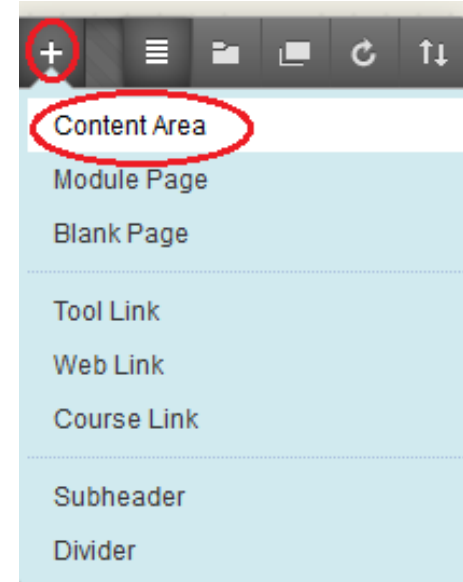 Content Area
Module Page
Blank Page
Tool Link
Web Link
Course Link
Subheader
Divider